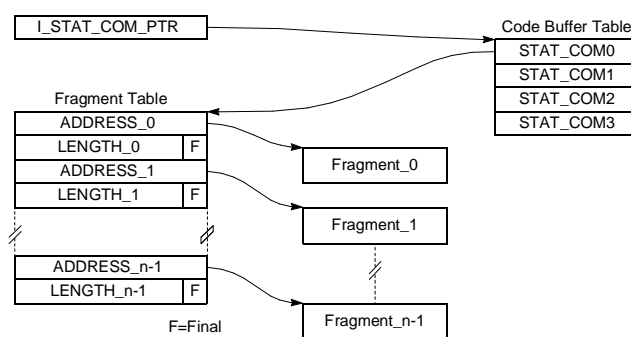 I_STAT_COM_PTR
Code Buffer Table
STAT_COM0
STAT_COM1
STAT_COM2
STAT_COM3
Fragment Table
ADDRESS_0
LENGTH_0 F
ADDRESS_1
LENGTH_1 F
ADDRESS_n-1
LENGTH_n-1 F
F=Final
Fragment_0
Fragment_1
Fragment_n-1